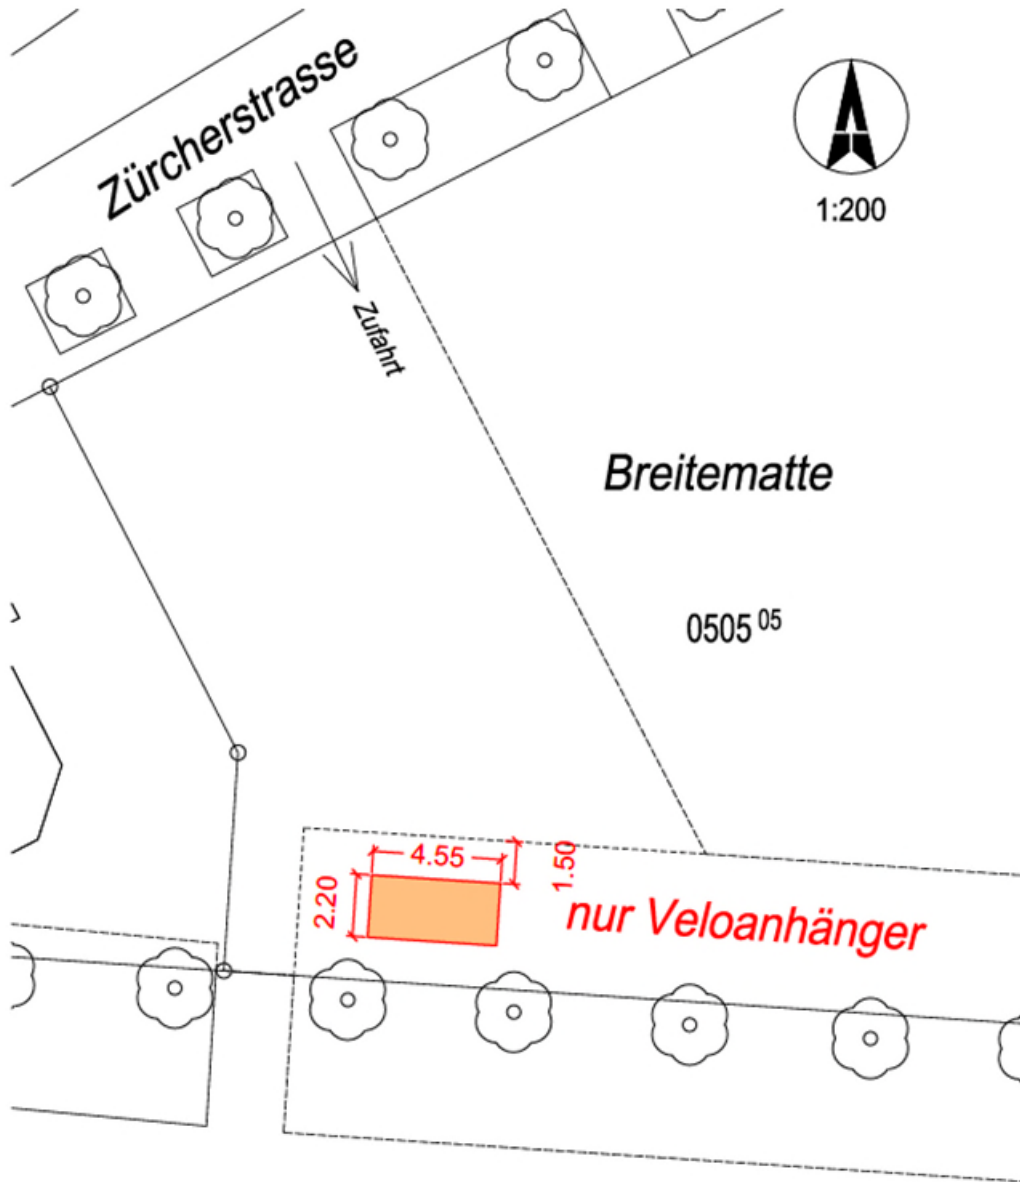 Zürcherstrasse
1:200
Zufahrt
Breitematte
0505 05
4.55
1.50
2.20
nur Veloanhänger